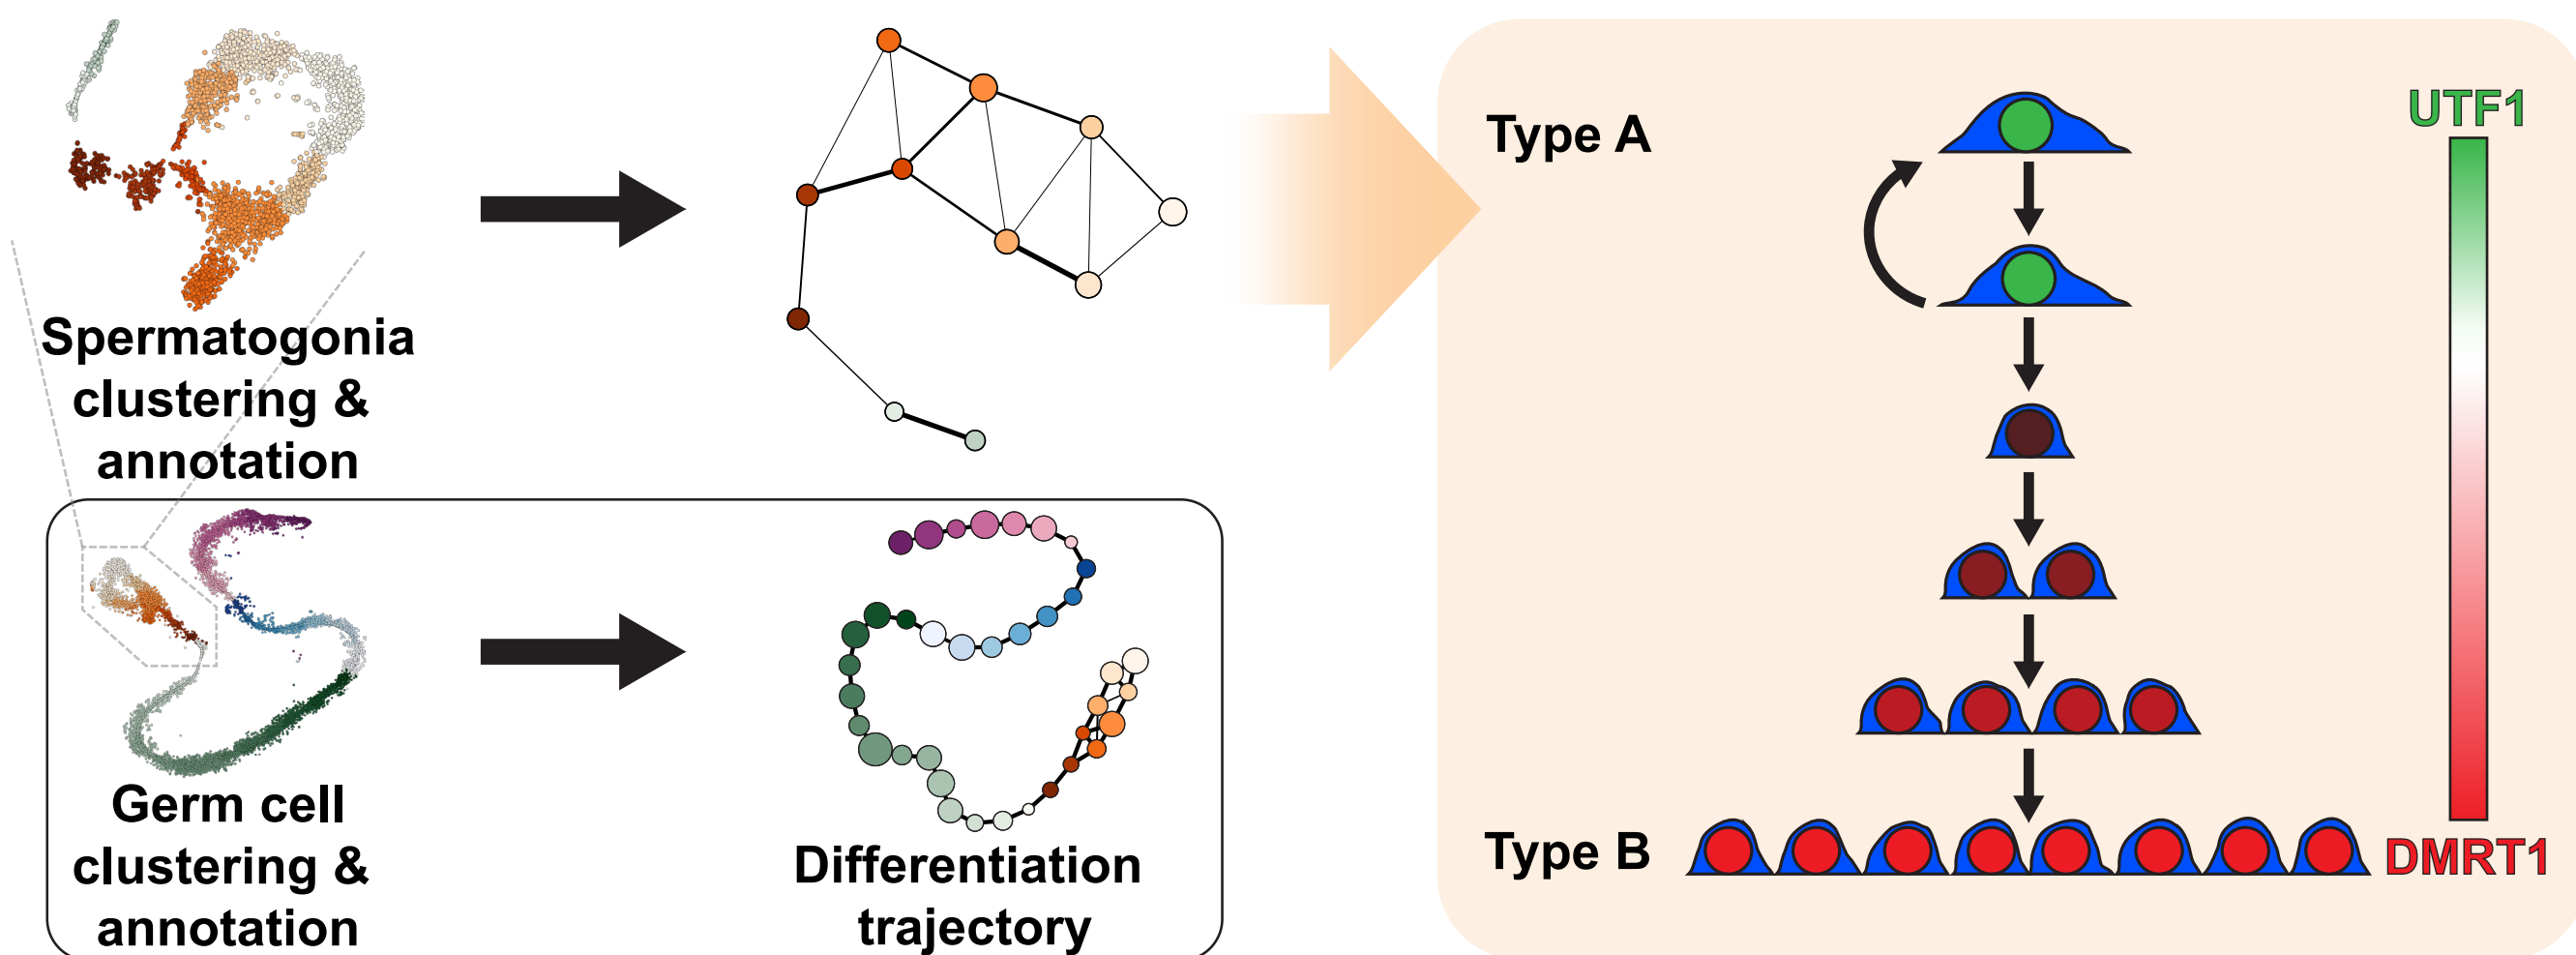 Spermatogonia
clustering &
annotation
Germ cell
clustering &
annotation
Differentiation
trajectory
Type A
Type B
UTF1
DMRT1